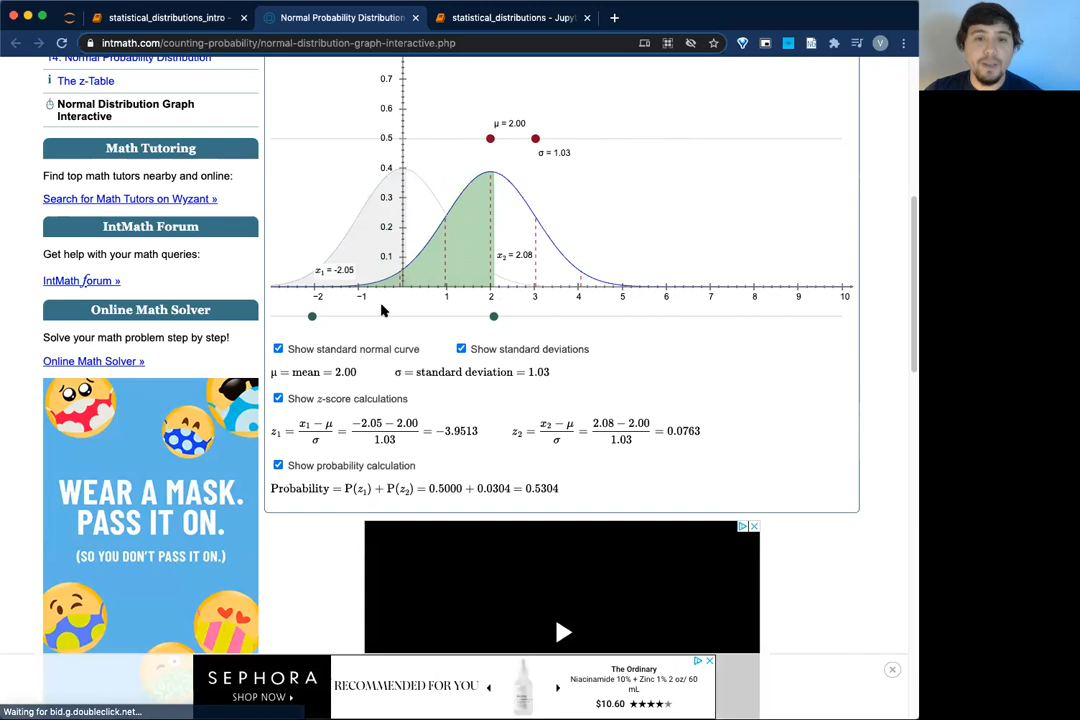 statistical_distributions_intro -
Normal Probability Distribution
statistical_distributions - Jupyt
intmath.com/counting-probability/normal-distribution-graph-interactive.php
V
14. Normal Probability Distribution
The z-Table
Normal Distribution Graph
Interactive
Math Tutoring
Find top math tutors nearby and online:
Search for Math Tutors on Wyzant »
IntMath Forum
Get help with your math queries:
IntMath forum »
Online Math Solver
Solve your math problem step by step!
Online Math Solver »
WEAR A MASK.
PASS IT ON.
(SO YOU DON'T PASS IT ON.)
0.7
0.6
0.5
0.4
0.3
0.2
0.1
μ = 2.00
σ = 1.03
x₁ = -2.05
x₂ = 2.08
−2 −1 1 2 3 4 5 6 7 8 9 10
Show standard normal curve Show standard deviations
μ = mean = 2.00 σ = standard deviation = 1.03
Show z-score calculations
z₁ = (x₁ − μ)/σ = (−2.05 − 2.00)/1.03 = −3.9513 z₂ = (x₂ − μ)/σ = (2.08 − 2.00)/1.03 = 0.0763
Show probability calculation
Probability = P(z₁) + P(z₂) = 0.5000 + 0.0304 = 0.5304
SEPHORA
SHOP NOW
RECOMMENDED FOR YOU
The Ordinary
Niacinamide 10% + Zinc 1% 2 oz/ 60
mL
$10.60 ★★★★★
Waiting for bid.g.doubleclick.net...